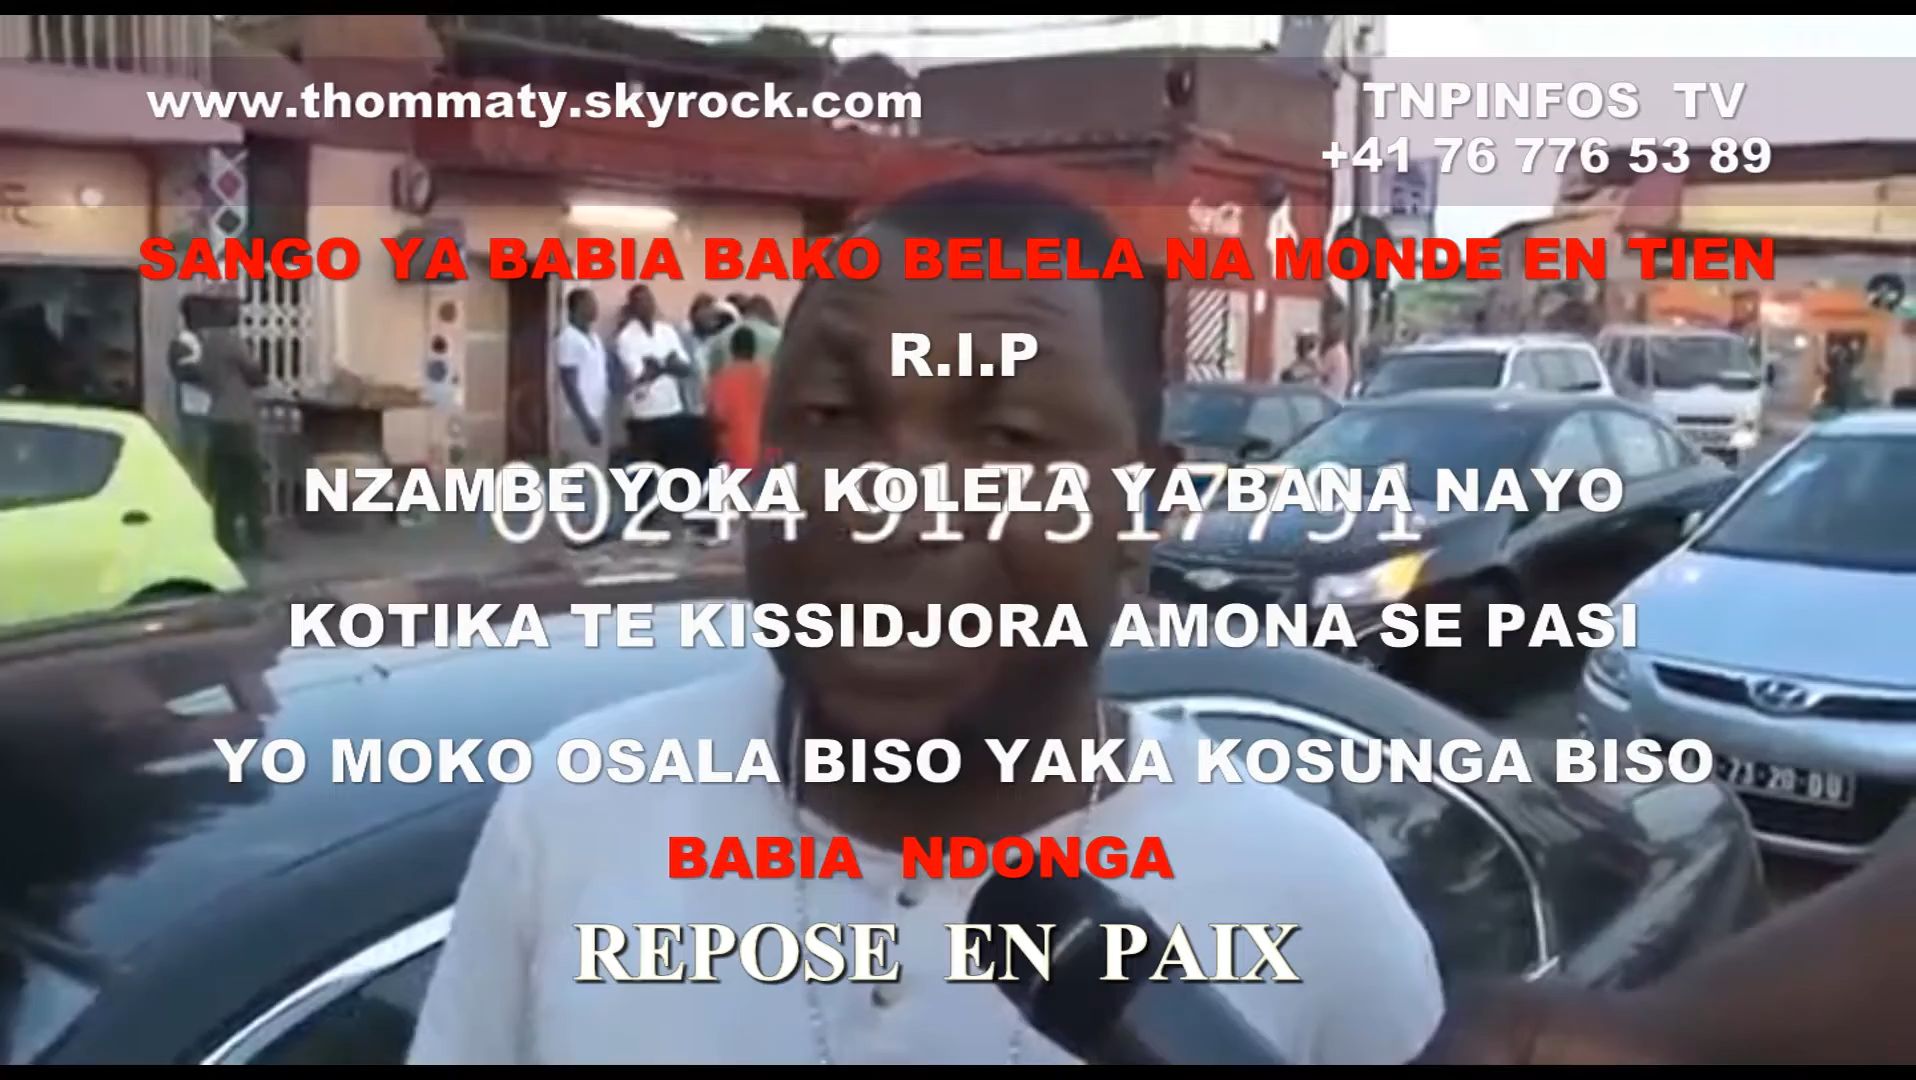 www.thommaty.skyrock.com
TNPINFOS TV
+41 76 776 53 89
SANGO YA BABIA BAKO BELELA NA MONDE EN TIEN
R.I.P
NZAMBE YOKA KOLELA YA BANA NAYO
00244 917317791
KOTIKA TE KISSIDJORA AMONA SE PASI
YO MOKO OSALA BISO YAKA KOSUNGA BISO
BABIA NDONGA
REPOSE EN PAIX